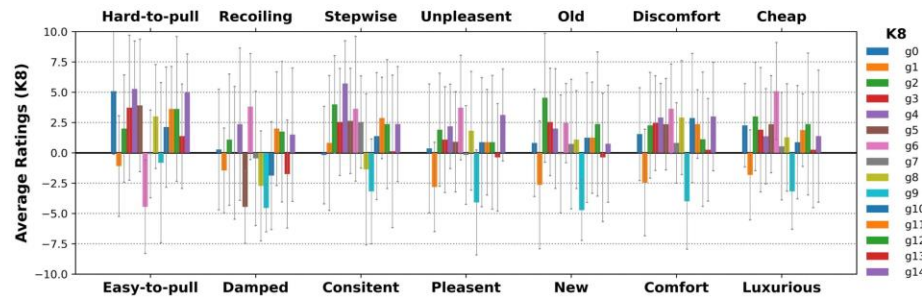 Hard-to-pull Recoiling Stepwise Unpleasent Old Discomfort Cheap
K8
g0
g1
g2
g3
g4
g5
g6
g7
g8
g9
g10
g11
g12
g13
g14
Average Ratings (K8)
10.0
7.5
5.0
2.5
0.0
−2.5
−5.0
−7.5
−10.0
Easy-to-pull Damped Consitent Pleesent New Comfort Luxurious